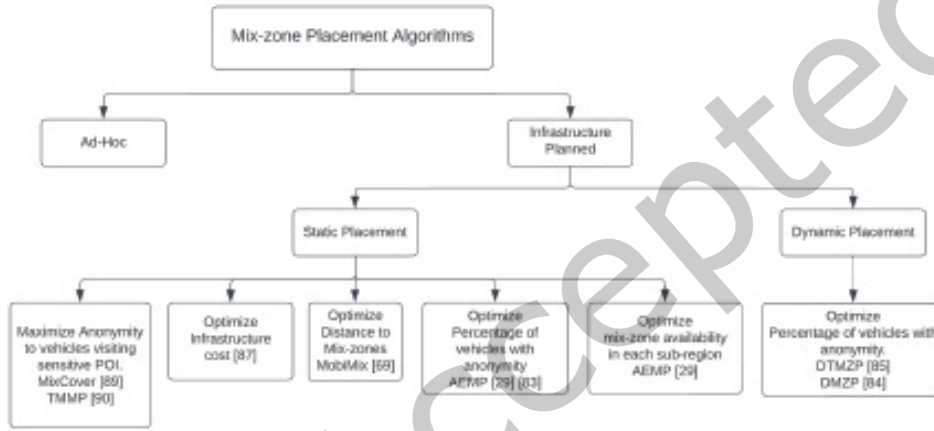 Mix-zone Placement Algorithms
Ad-Hoc
Infrastructure
Planned
Static Placement
Dynamic Placement
Maximize Anonymity
to vehicles visiting
sensitive POI.
MixCover [89]
TMMP [90]
Optimize
Infrastructure
cost [87]
Optimize
Distance to
Mix-zones
MobiMix [69]
Optimize
Percentage of
vehicles with
anonymity
AEMP [29] [83]
Optimize
mix-zone availability
in each sub-region
AEMP [29]
Optimize
Percentage of vehicles with
anonymity.
DTMZP [85]
DMZP [84]
Accepted